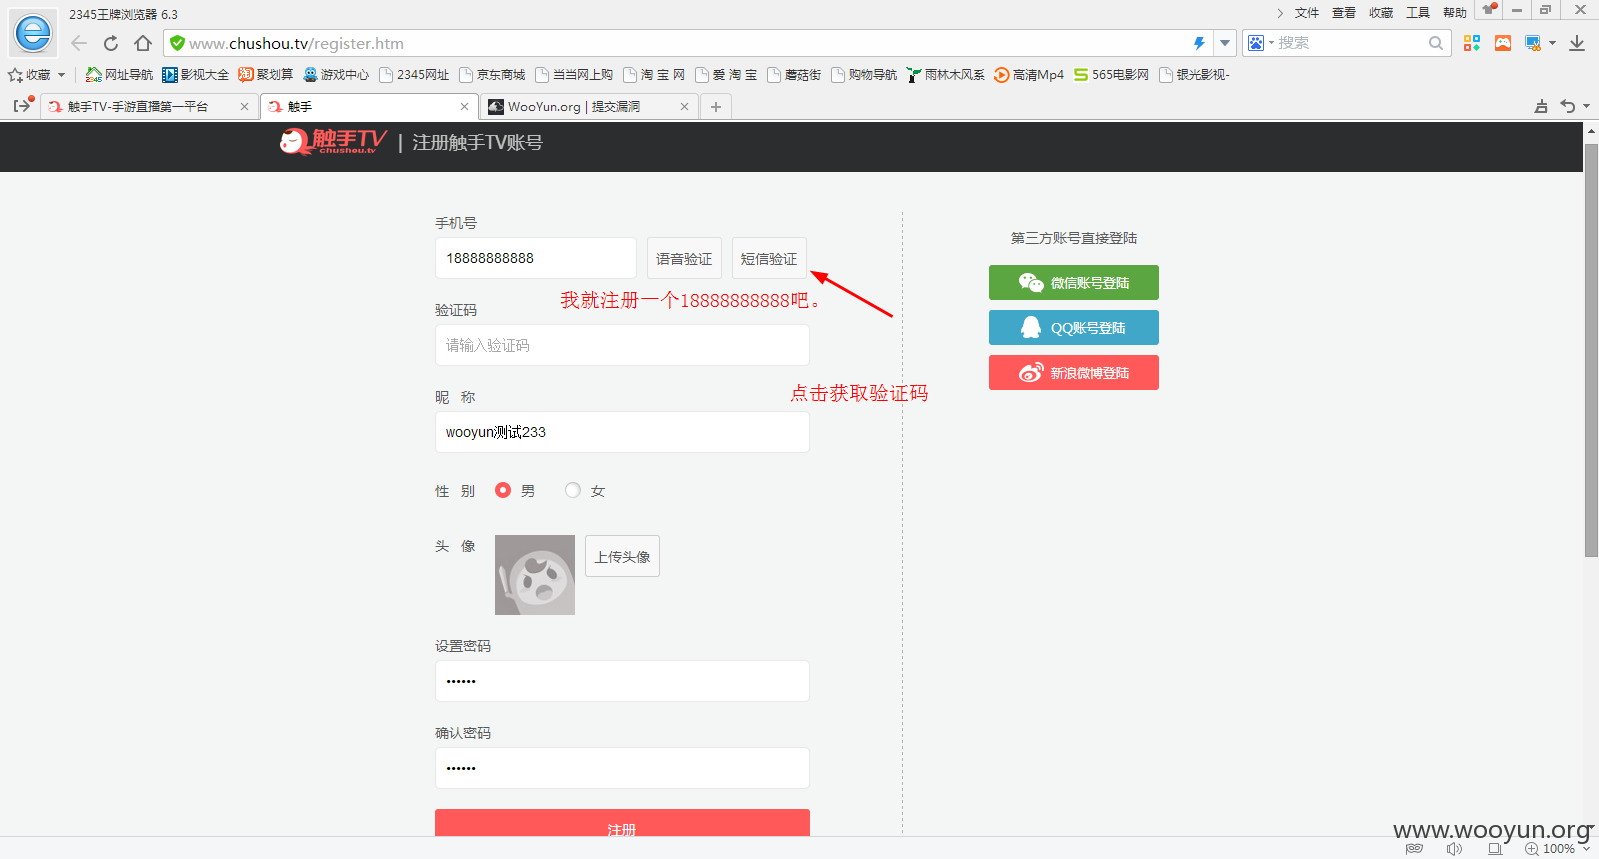 2345王牌浏览器 6.3
文件 查看 收藏 工具 帮助
www.chushou.tv/register.htm
搜索
收藏 网址导航 影视大全 聚划算 游戏中心 2345网址 京东商城 当当网上购 淘 宝 网 爱 淘 宝 蘑菇街 购物导航 雨林木风系 高清Mp4 565电影网 银光影视-
触手TV-手游直播第一平台
触手
WooYun.org | 提交漏洞
触手TV
chushou.tv
| 注册触手TV账号
手机号
18888888888
语音验证
短信验证
我就注册一个18888888888吧。
验证码
请输入验证码
点击获取验证码
昵 称
wooyun测试233
性 别 男 女
头 像
上传头像
设置密码
••••••
确认密码
••••••
注册
第三方账号直接登陆
微信账号登陆
QQ账号登陆
新浪微博登陆
www.wooyun.org
100%